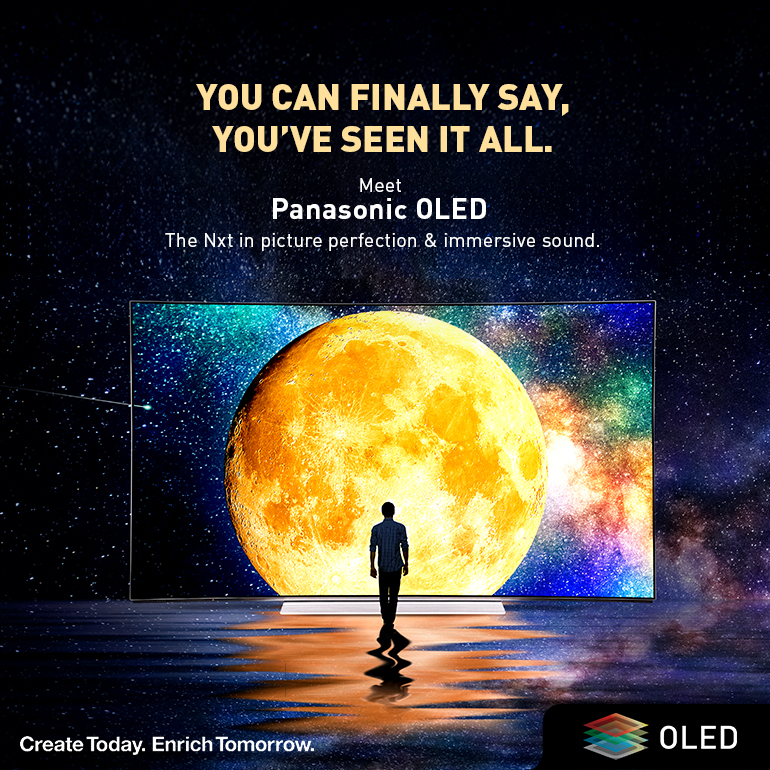 YOU CAN FINALLY SAY,
YOU'VE SEEN IT ALL.
Meet
Panasonic OLED
The Nxt in picture perfection & immersive sound.
Create Today. Enrich Tomorrow.
OLED